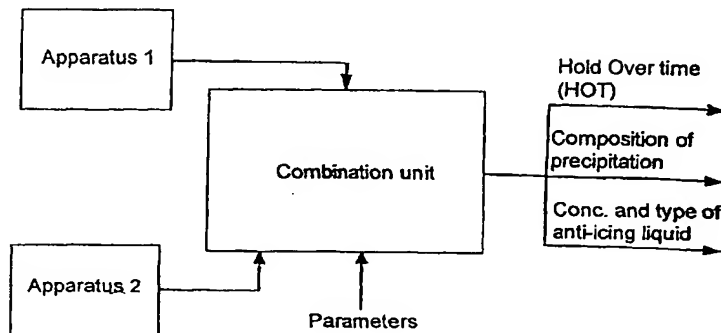 Apparatus 1
Hold Over time
(HOT)
Composition of
precipitation
Combination unit
Conc. and type of
anti-icing liquid
Apparatus 2
Parameters